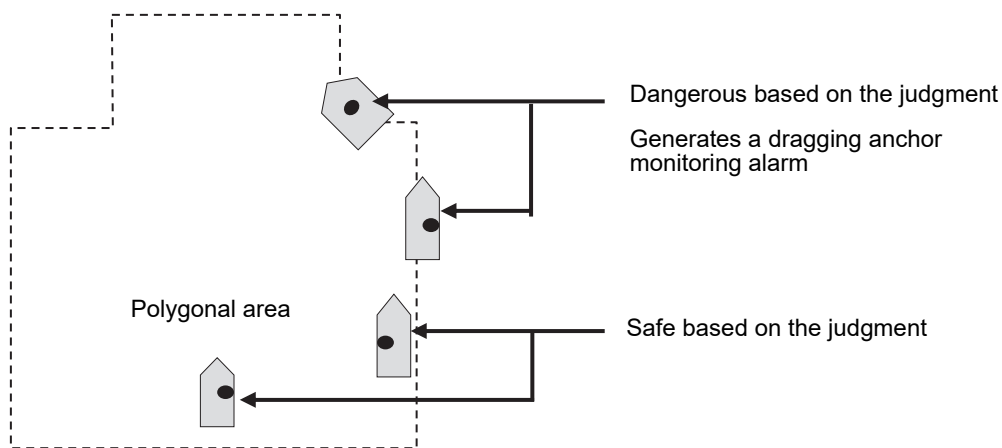 Dangerous based on the judgment
Generates a dragging anchor
monitoring alarm
Polygonal area
Safe based on the judgment